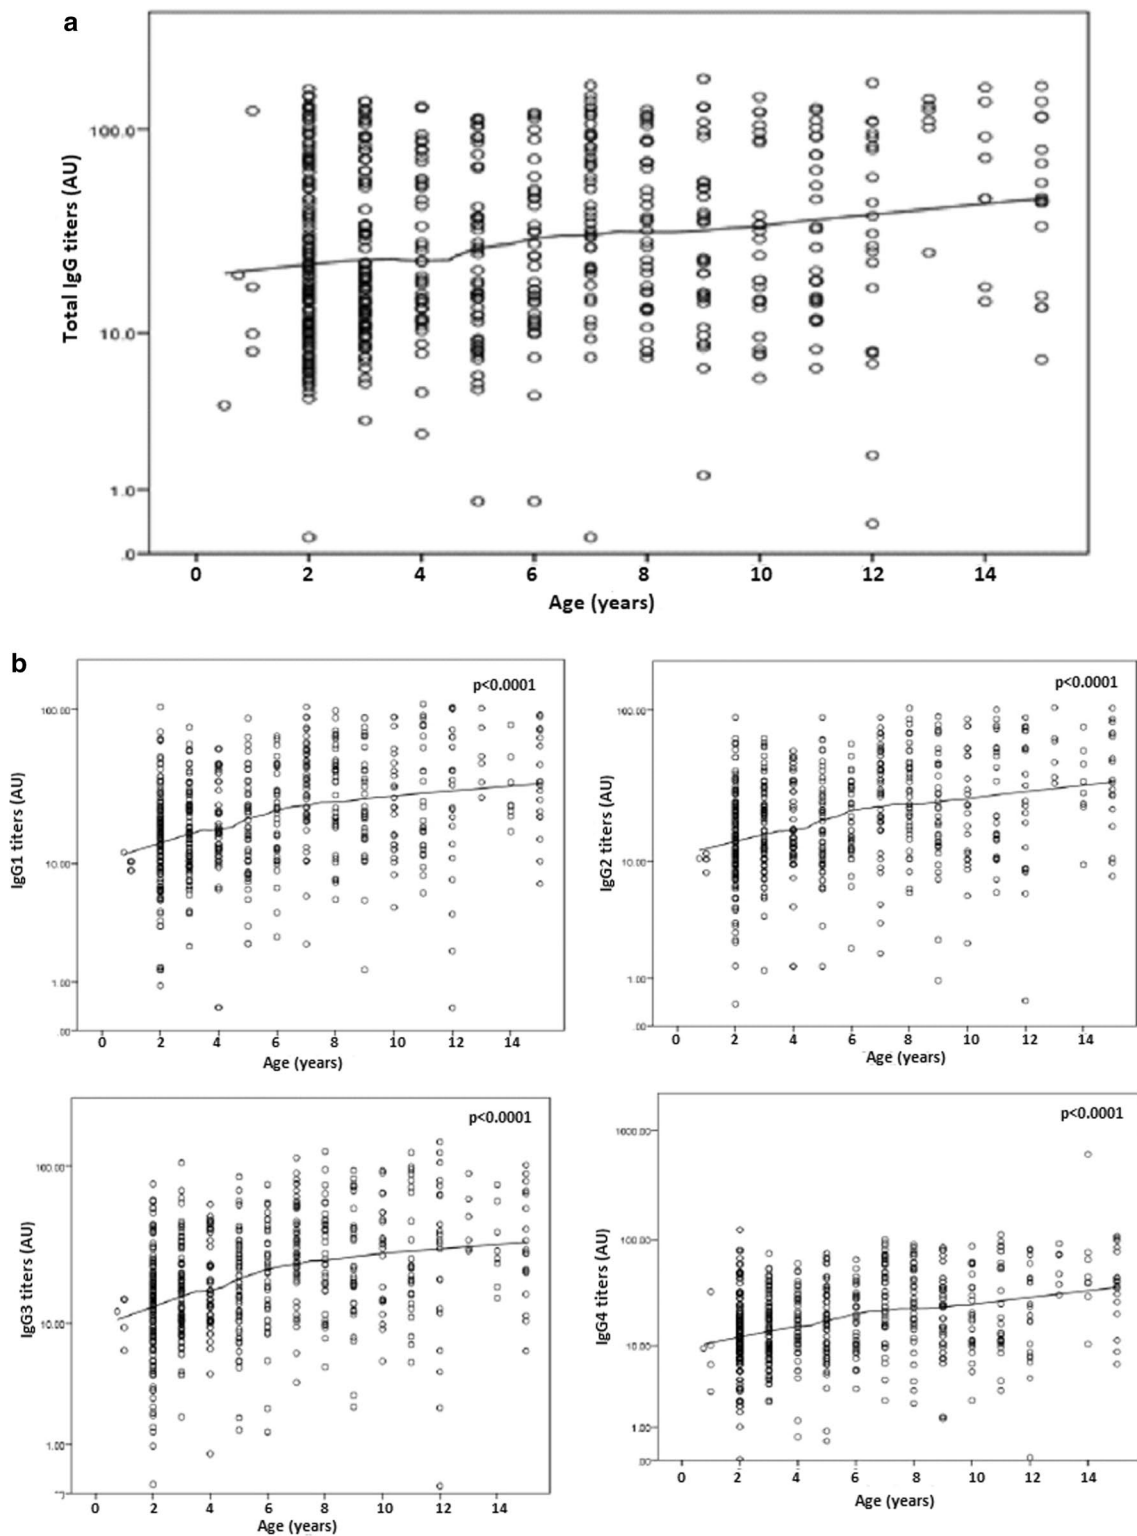 a
Total IgG titers (AU)
100.0
10.0
1.0
.0
0 2 4 6 8 10 12 14
Age (years)
b
p<0.0001
IgG1 titers (AU)
100.00
10.00
1.00
.00
0 2 4 6 8 10 12 14
Age (years)
p<0.0001
IgG2 titers (AU)
100.00
10.00
1.00
.00
0 2 4 6 8 10 12 14
Age (years)
p<0.0001
IgG3 titers (AU)
100.00
10.00
1.00
0 2 4 6 8 10 12 14
Age (years)
p<0.0001
IgG4 titers (AU)
1000.00
100.00
10.00
1.00
.00
0 2 4 6 8 10 12 14
Age (years)